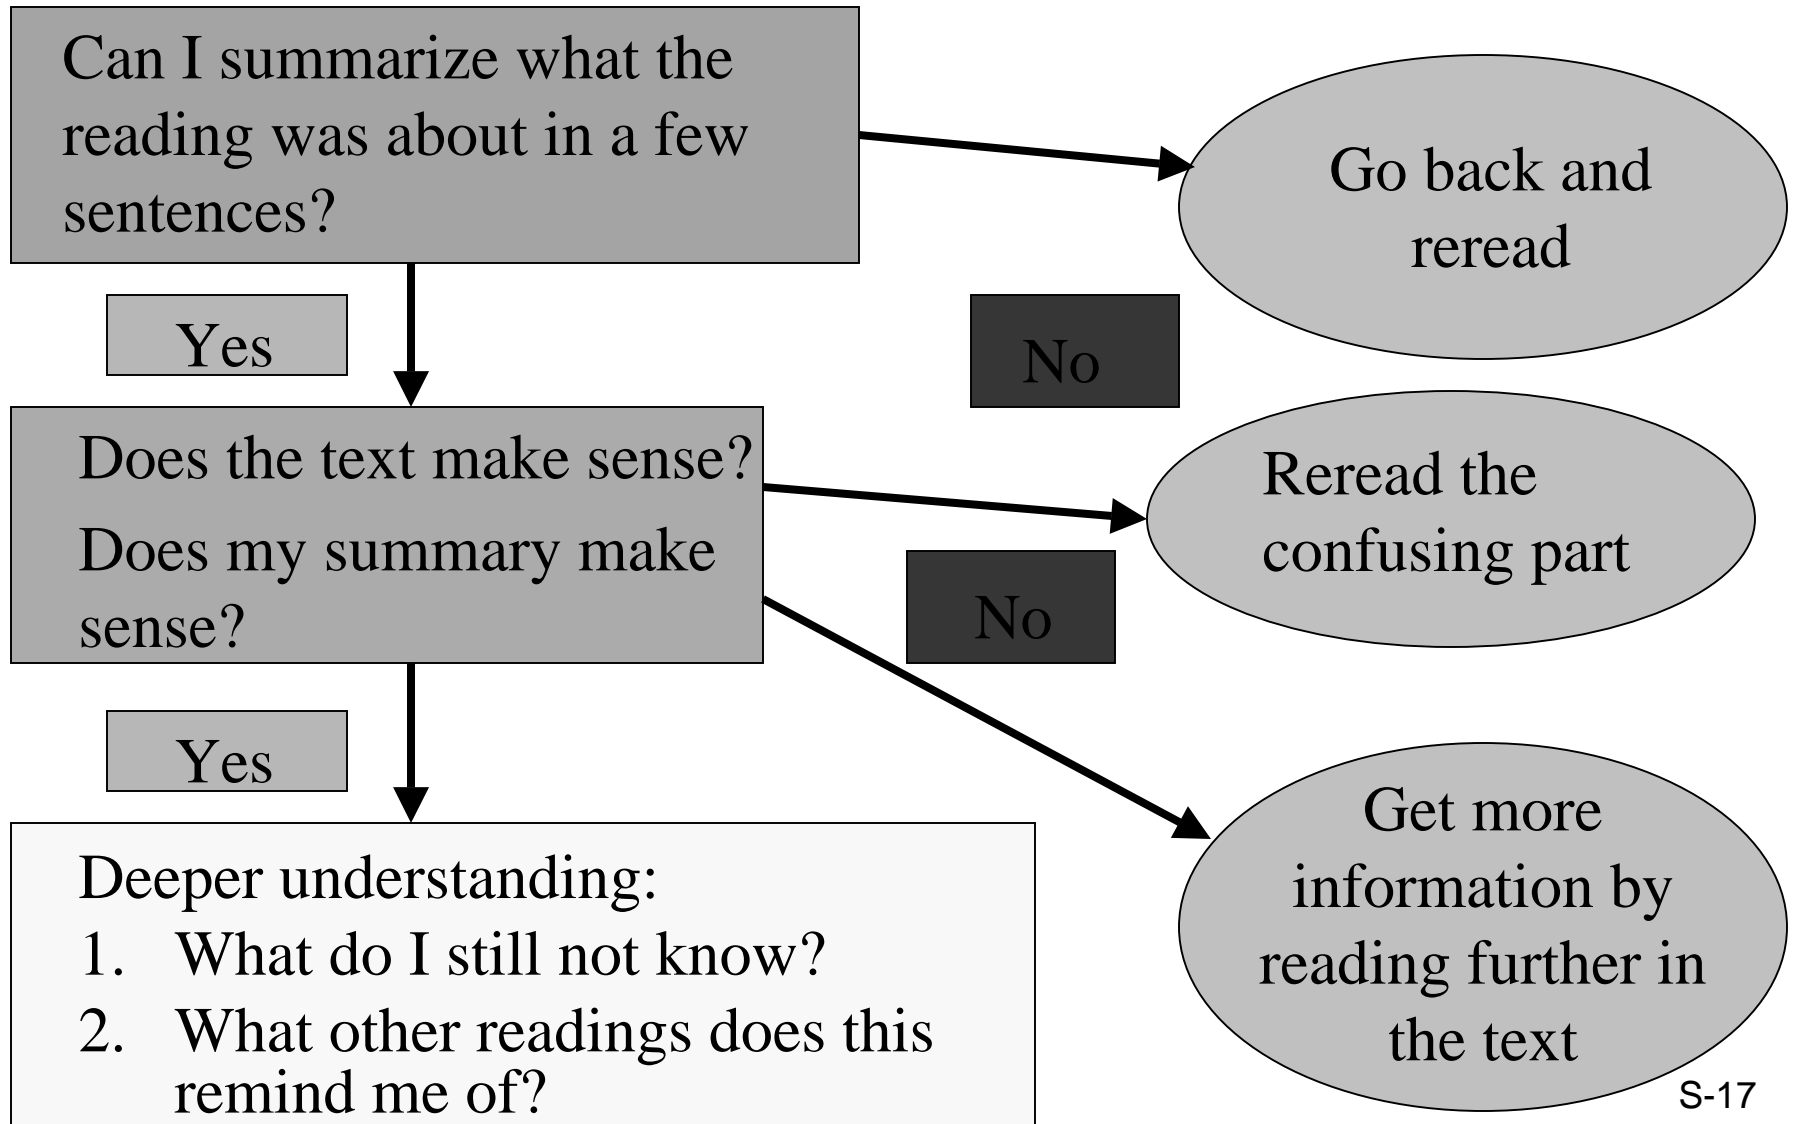 Can I summarize what the
reading was about in a few
sentences?
Go back and
reread
Yes
No
Does the text make sense?
Does my summary make
sense?
Reread the
confusing part
No
Yes
Deeper understanding:
1. What do I still not know?
2. What other readings does this
remind me of?
Get more
information by
reading further in
the text
S-17